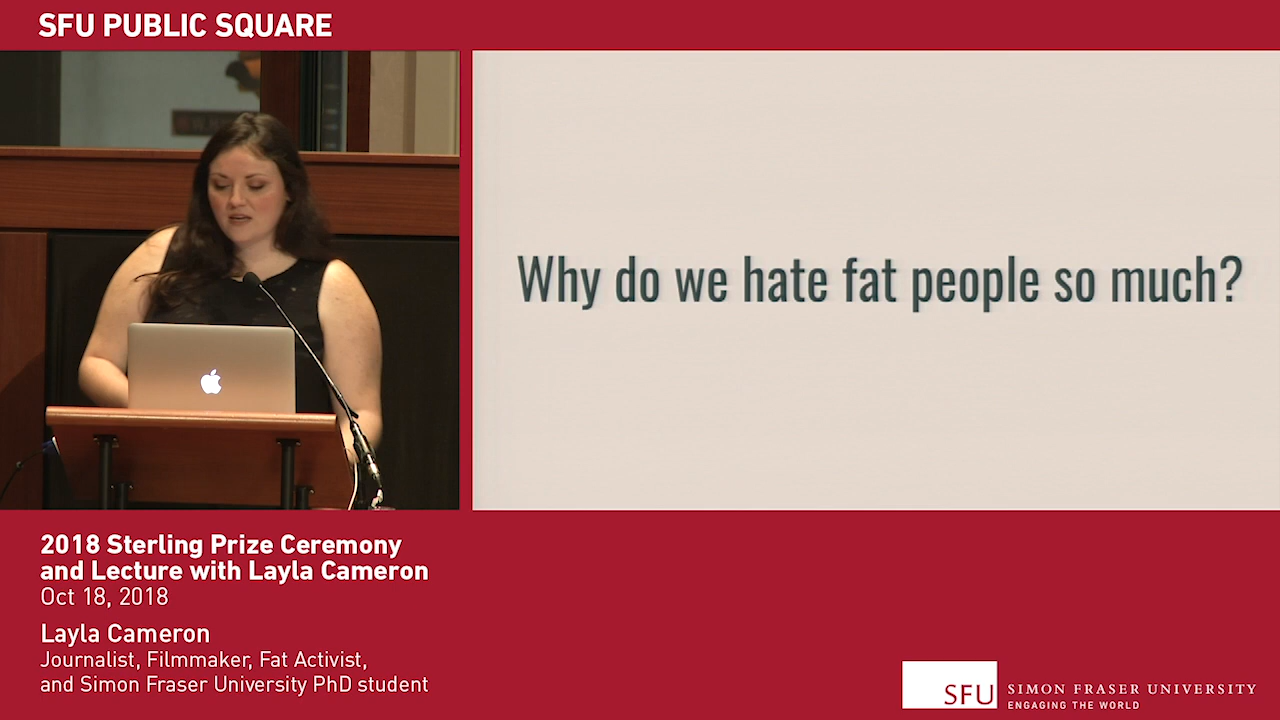 SFU PUBLIC SQUARE
Why do we hate fat people so much?
2018 Sterling Prize Ceremony
and Lecture with Layla Cameron
Oct 18, 2018
Layla Cameron
Journalist, Filmmaker, Fat Activist,
and Simon Fraser University PhD student
SFU
SIMON FRASER UNIVERSITY
ENGAGING THE WORLD